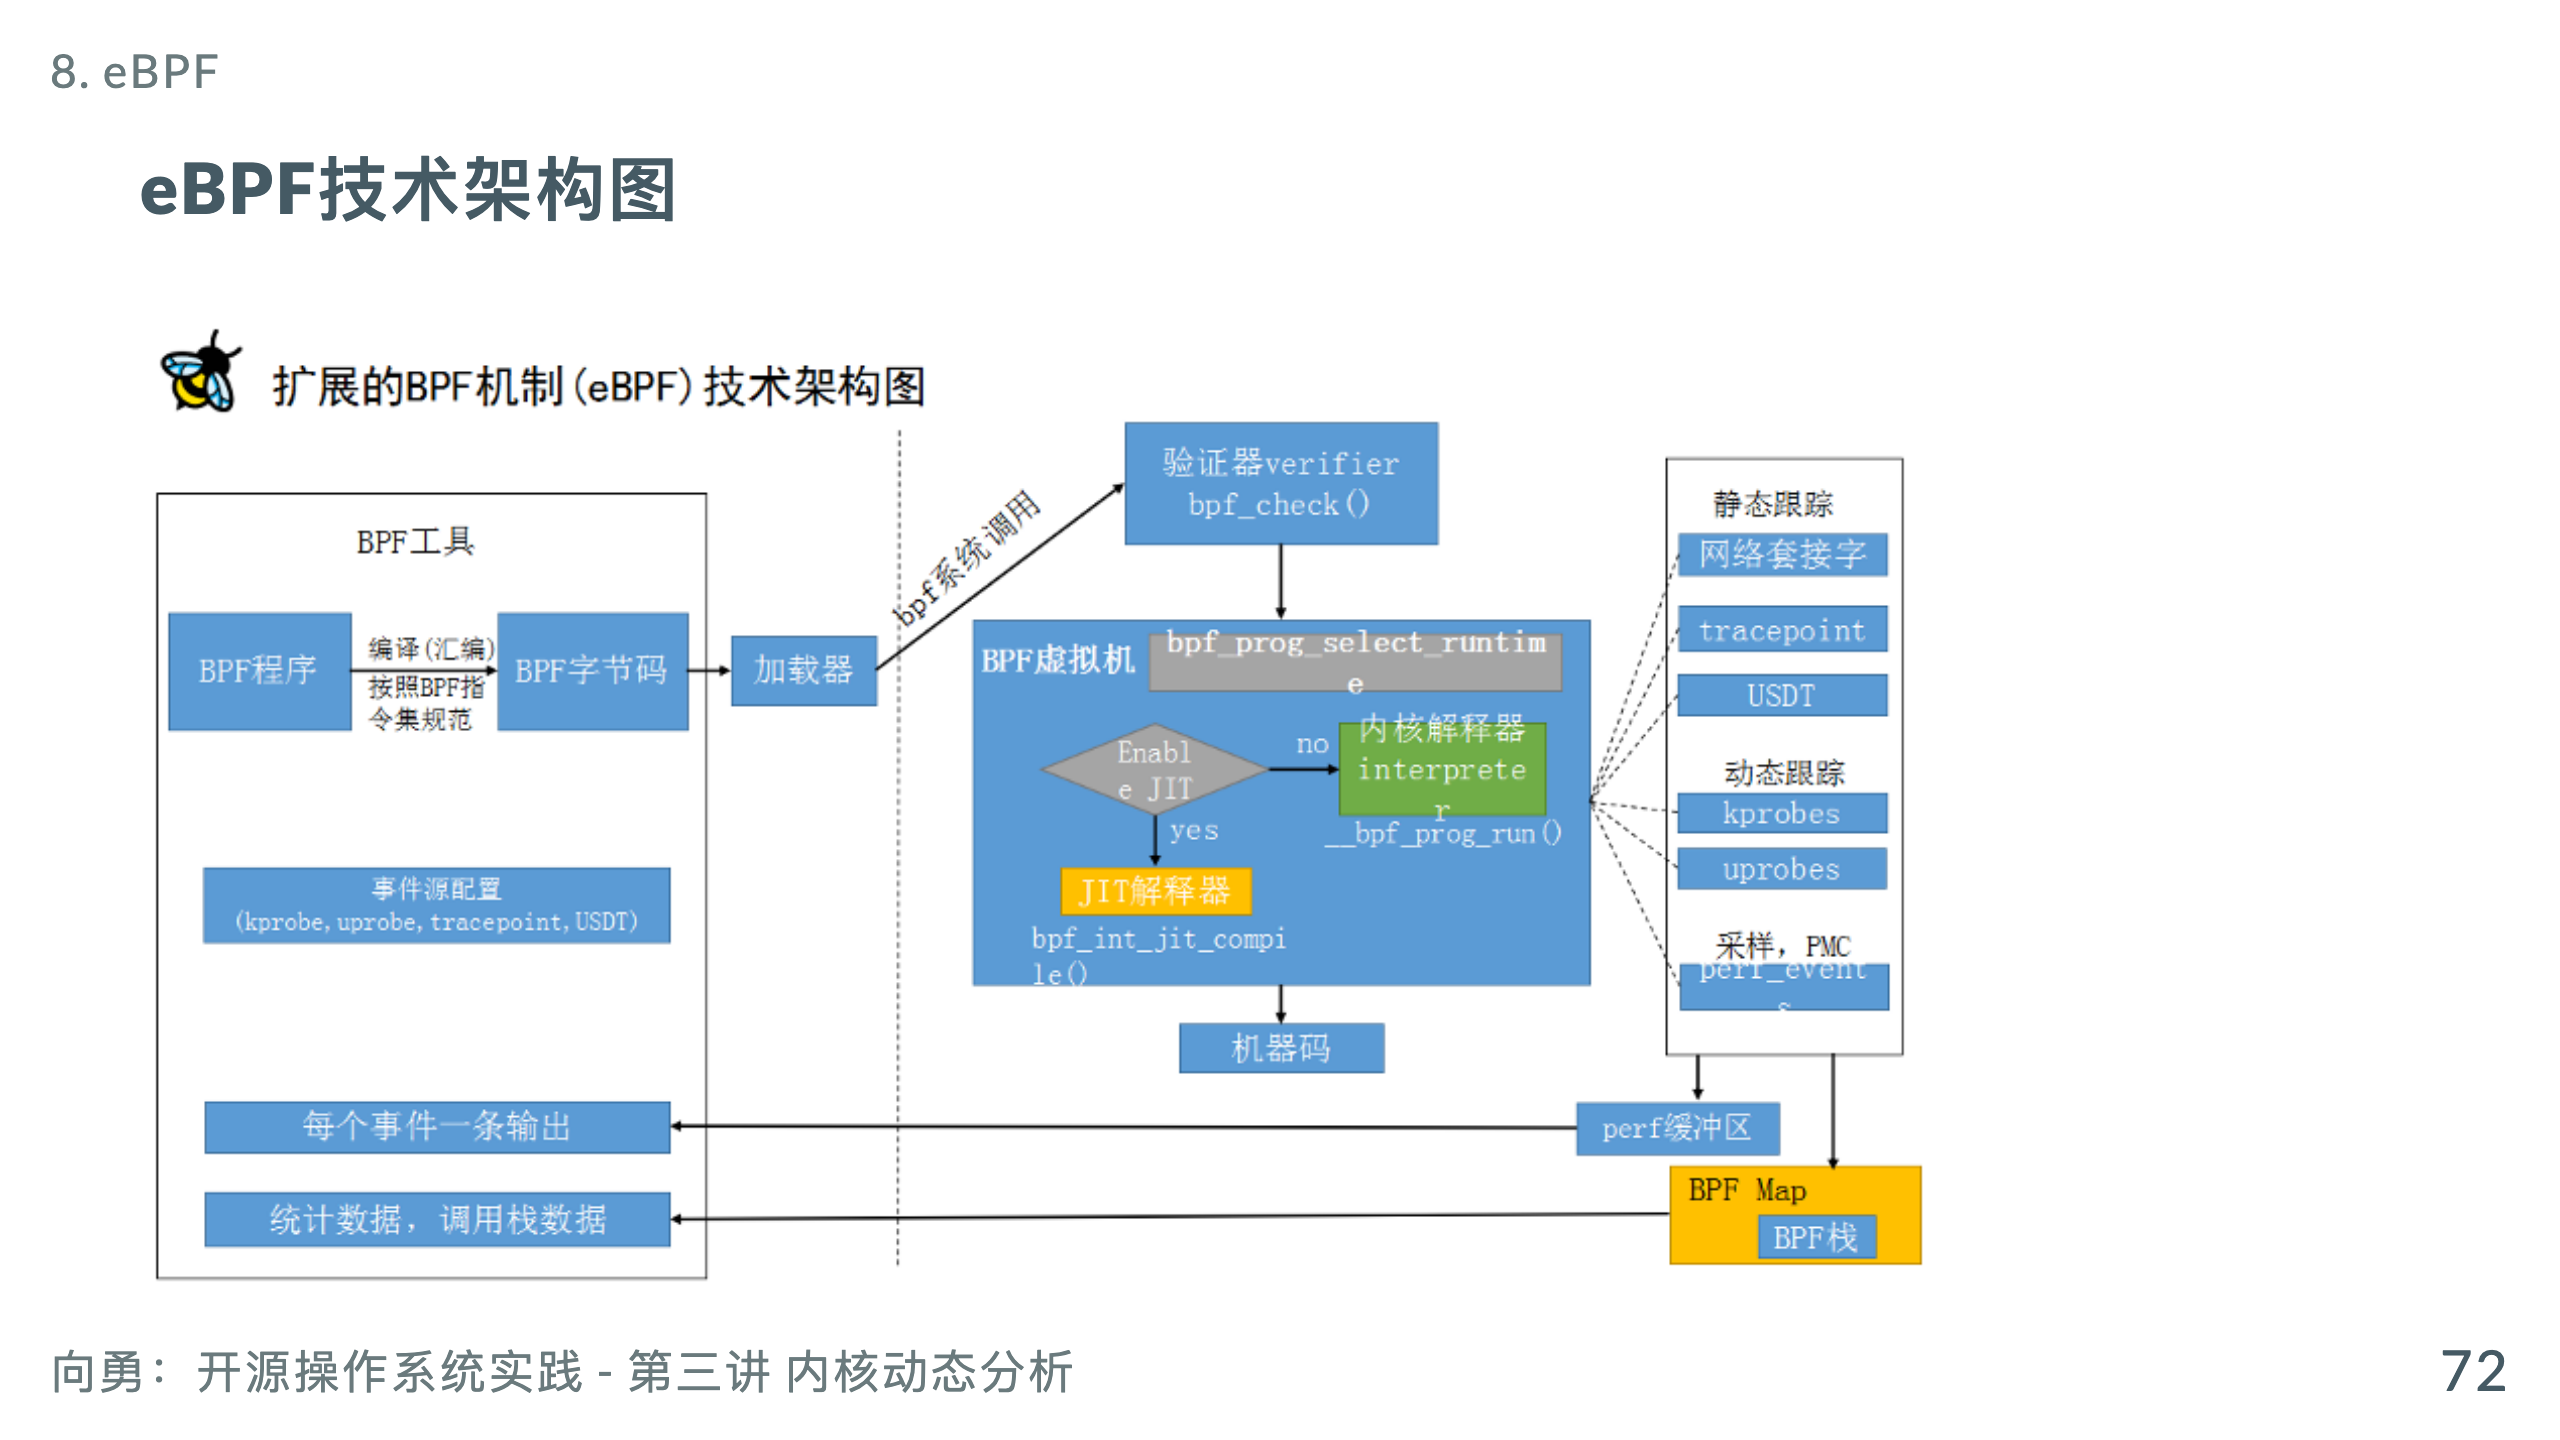 8. eBPF
eBPF技术架构图
扩展的BPF机制(eBPF)技术架构图
BPF工具
BPF程序
编译(汇编)
按照BPF指
令集规范
BPF字节码
加载器
bpf系统调用
验证器verifier
bpf_check()
BPF虚拟机
bpf_prog_select_runtim
e
Enabl
e JIT
no
内核解释器
interprete
r
__bpf_prog_run()
yes
JIT解释器
bpf_int_jit_compi
le()
机器码
静态跟踪
网络套接字
tracepoint
USDT
动态跟踪
kprobes
uprobes
采样，PMC
perf_event
s
事件源配置
(kprobe,uprobe,tracepoint,USDT)
每个事件一条输出
perf缓冲区
统计数据，调用栈数据
BPF Map
BPF栈
向勇：开源操作系统实践 - 第三讲 内核动态分析
72